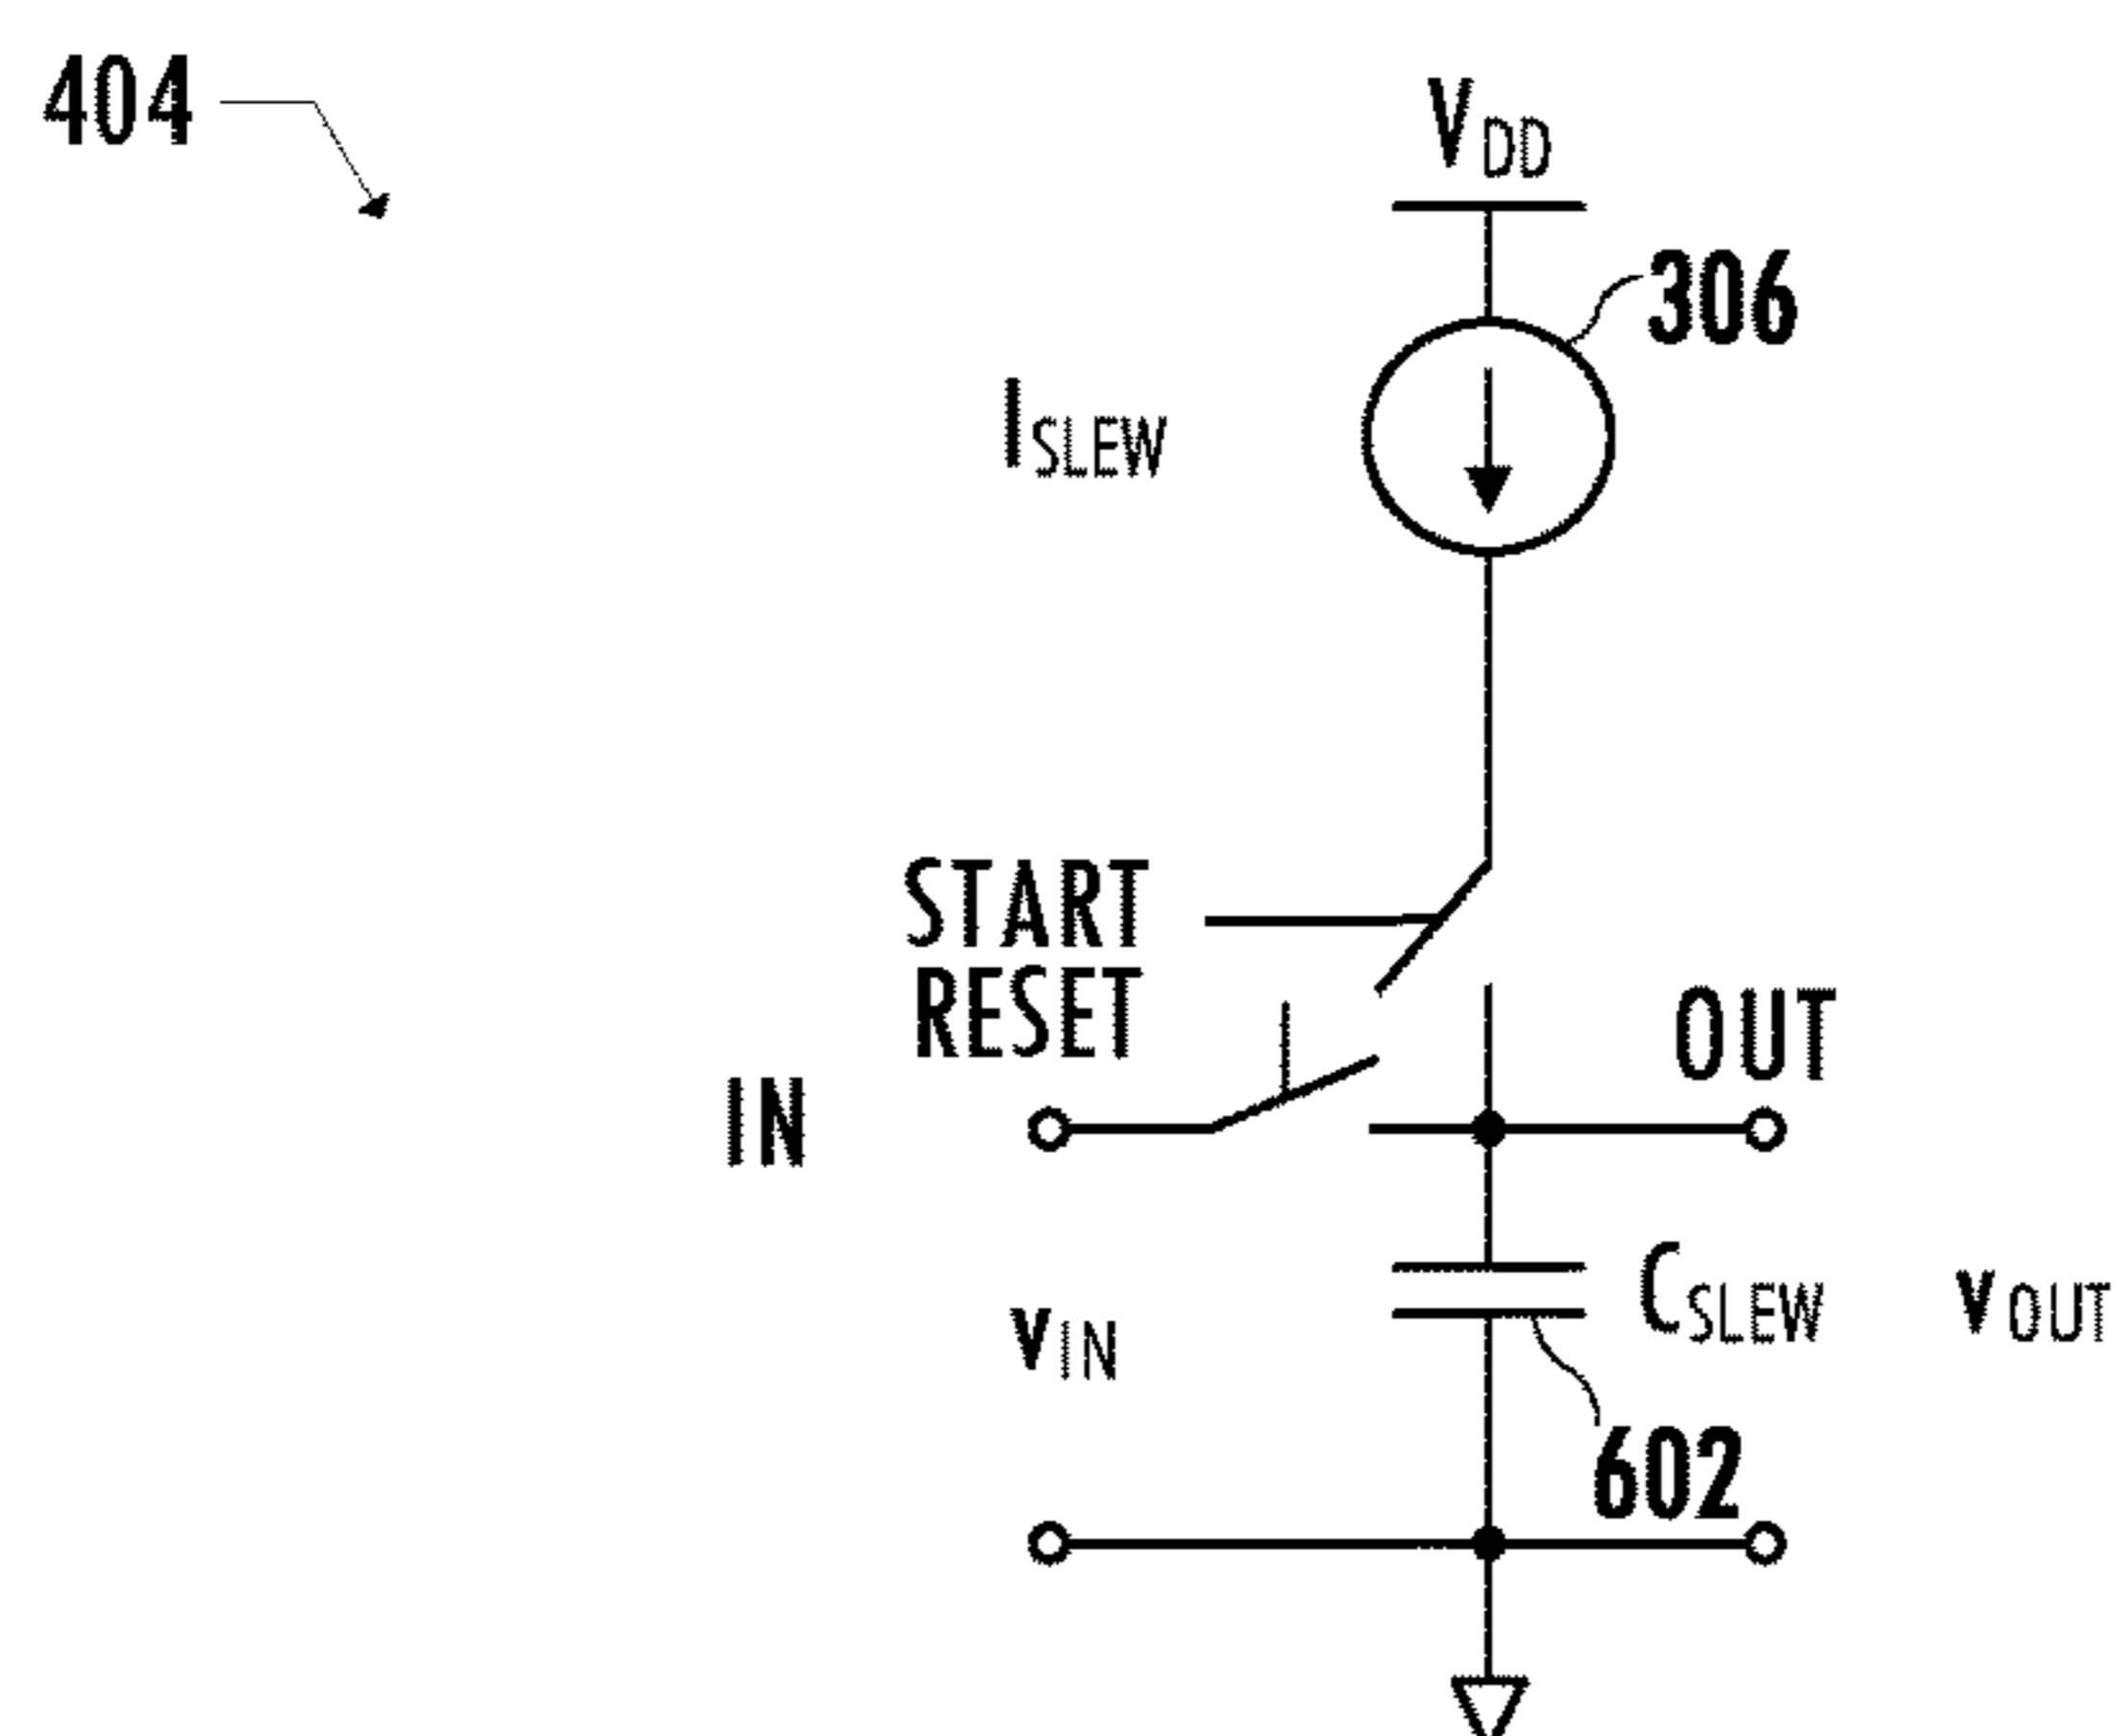 404
VDD
306
ISLEW
START
RESET
OUT
IN
CSLEW
vOUT
vIN
602